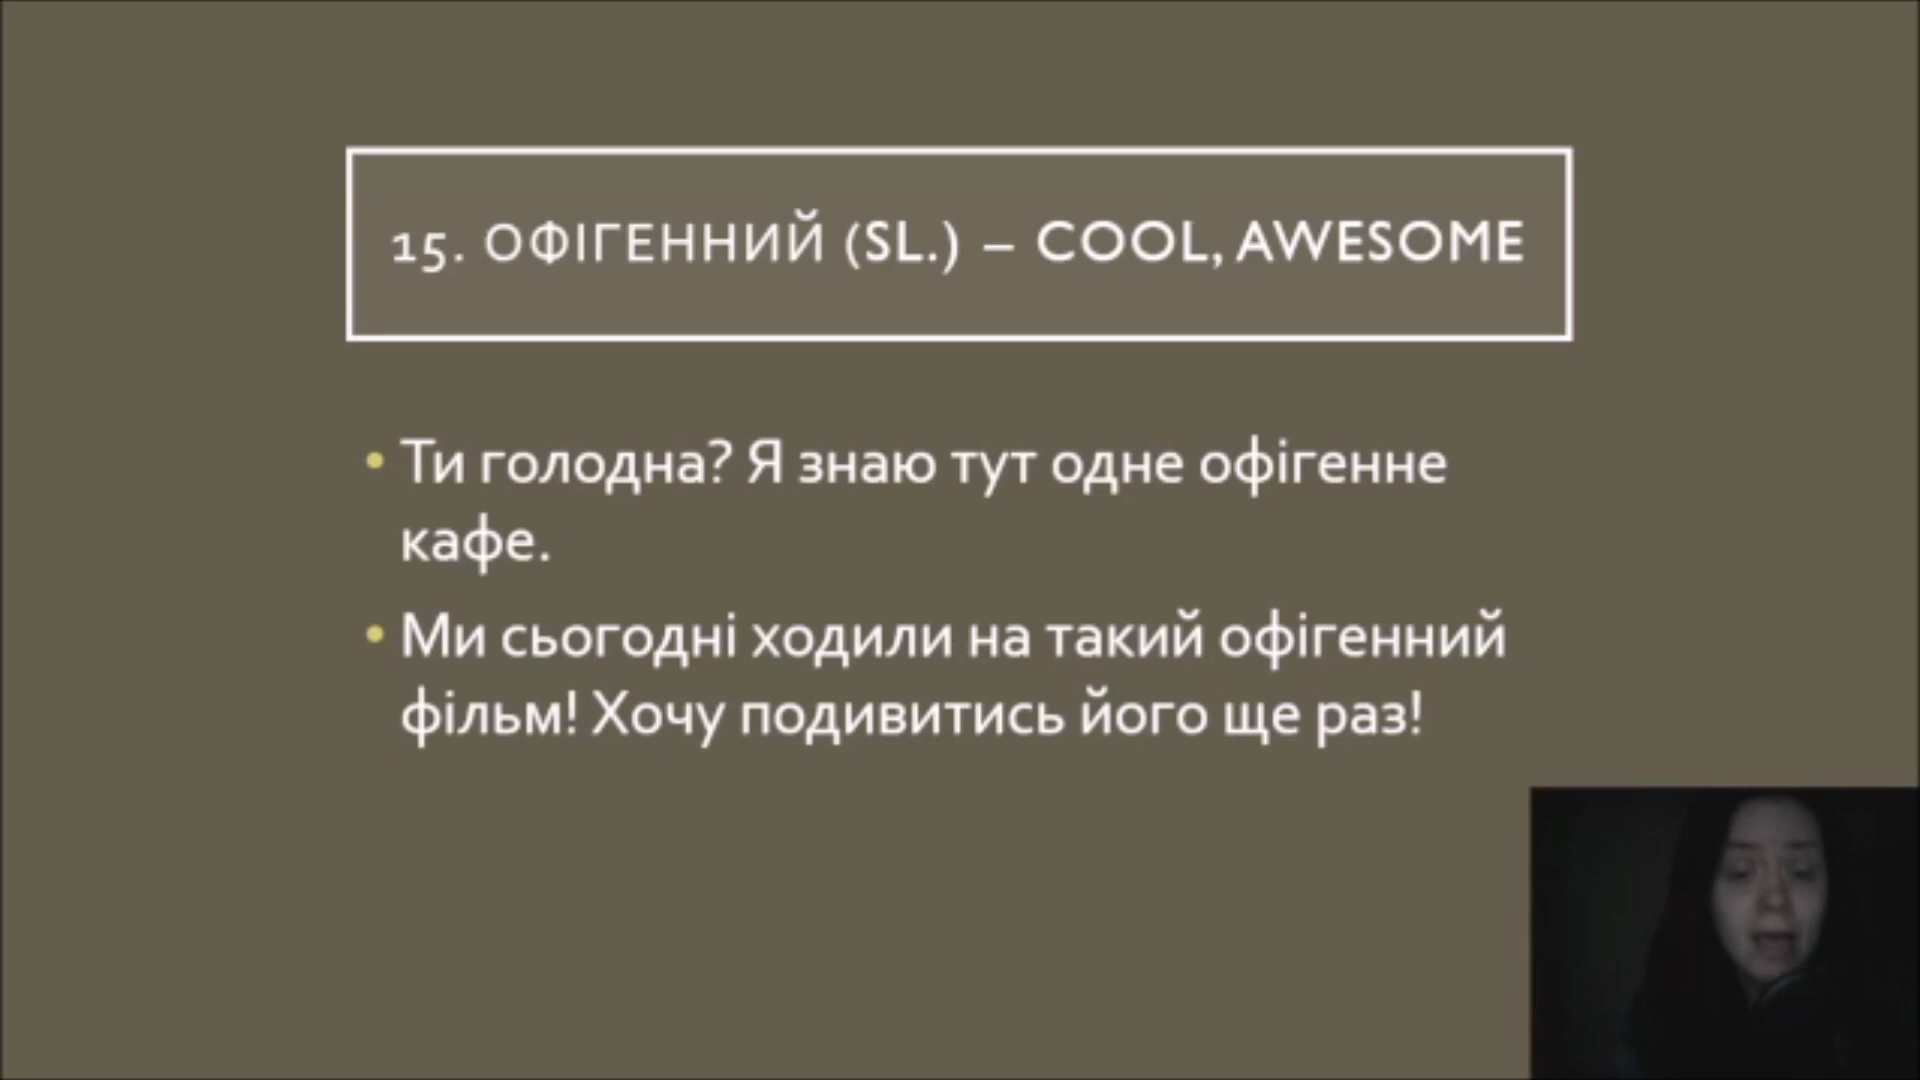 15. ОФІГЕННИЙ (SL.) – COOL, AWESOME
• Ти голодна? Я знаю тут одне офігенне
кафе.
• Ми сьогодні ходили на такий офігенний
фільм! Хочу подивитись його ще раз!